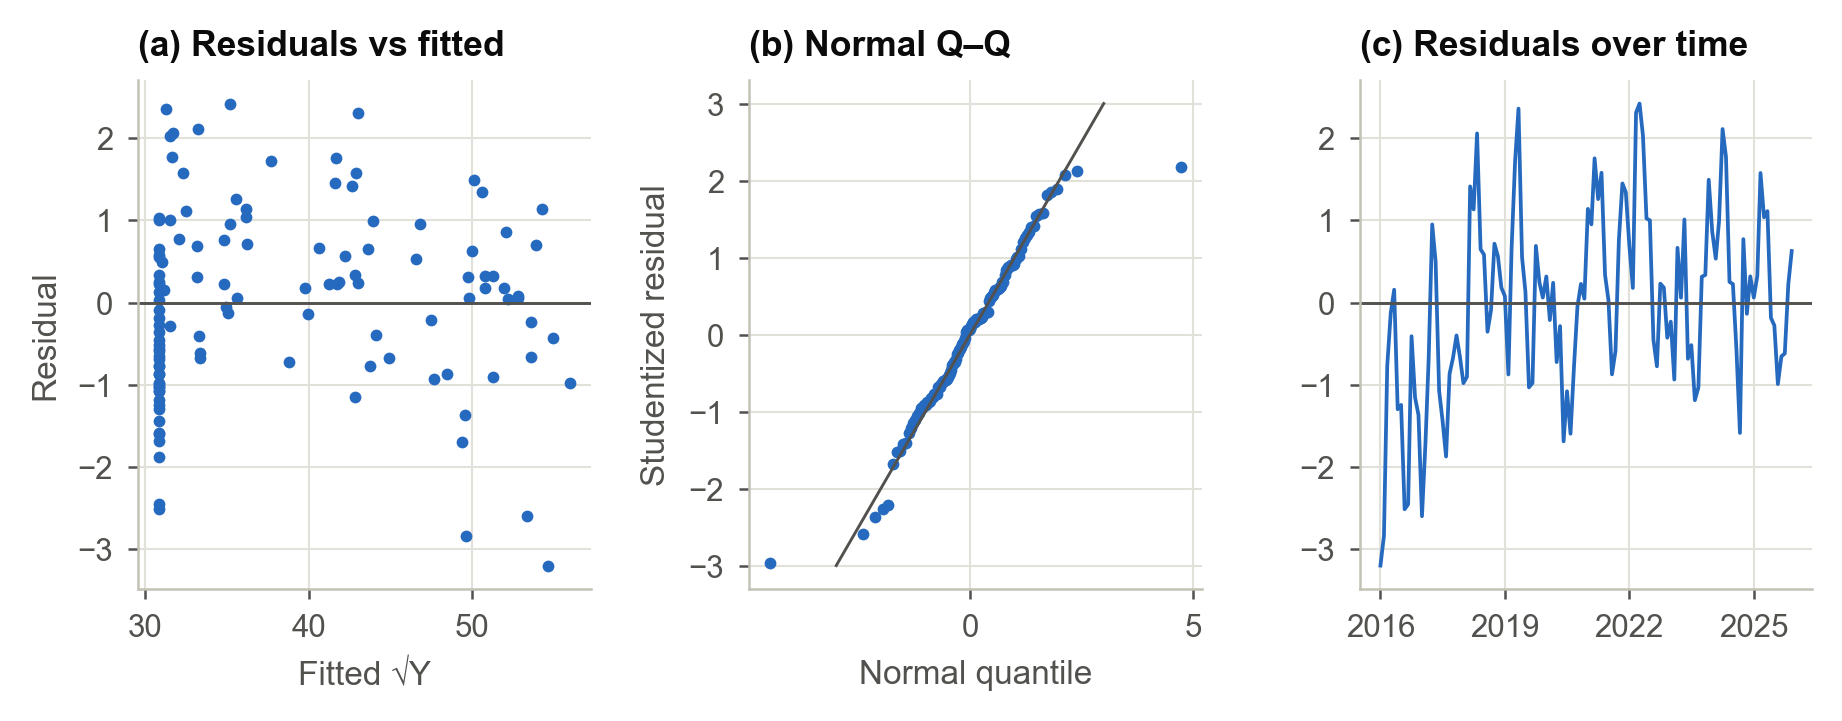 (a) Residuals vs fitted
Residual
2
1
0
−1
−2
−3
30 40 50
Fitted √Y
(b) Normal Q–Q
Studentized residual
3
2
1
0
−1
−2
−3
0 5
Normal quantile
(c) Residuals over time
2
1
0
−1
−2
−3
2016 2019 2022 2025